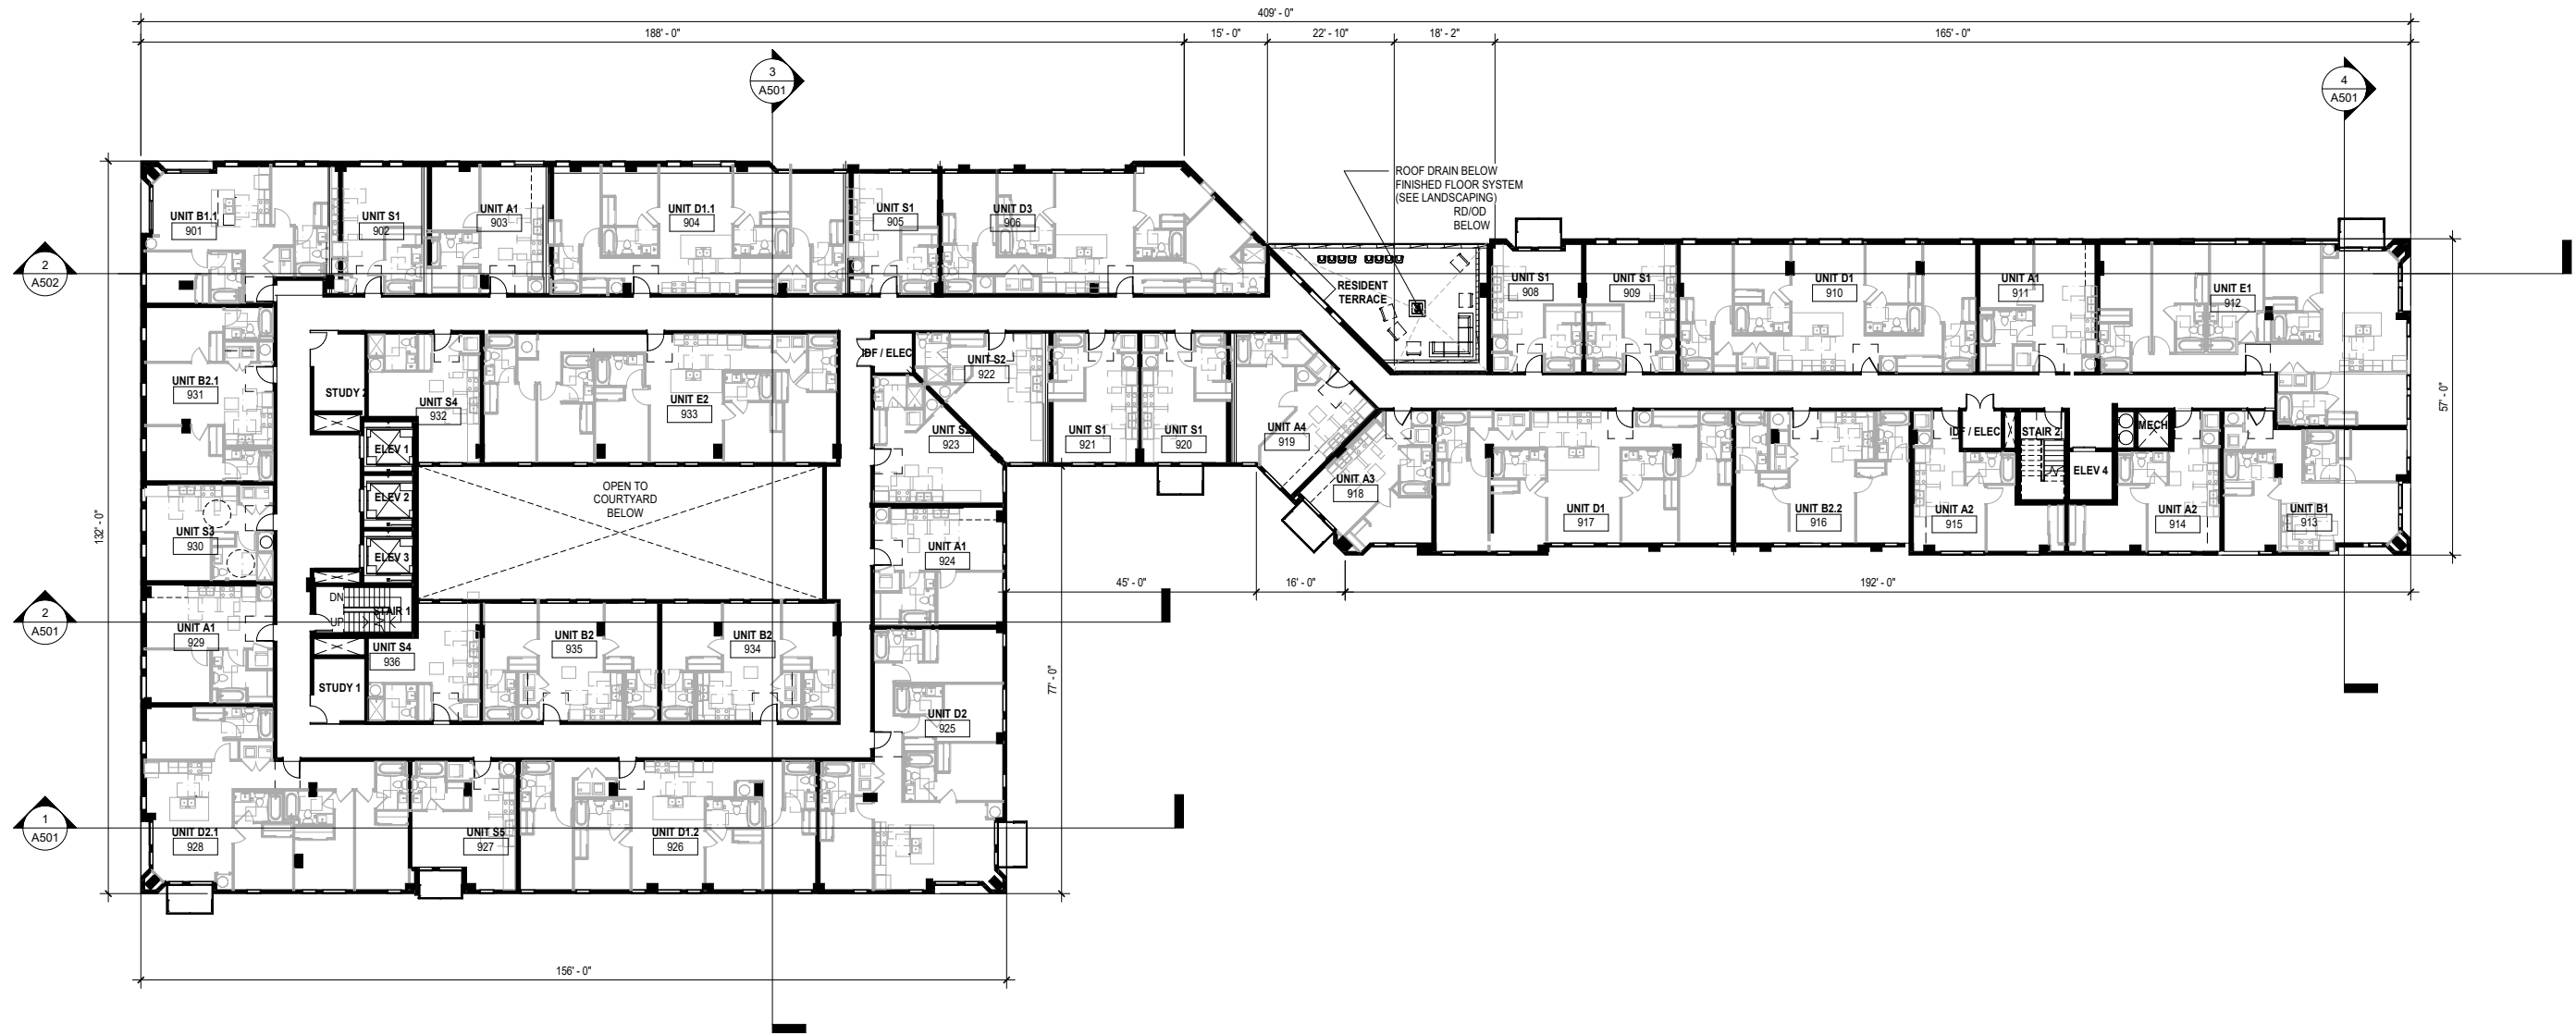 409' - 0"
188' - 0"
15' - 0"
22' - 10"
18' - 2"
165' - 0"
3
A501
4
A501
ROOF DRAIN BELOW
FINISHED FLOOR SYSTEM
(SEE LANDSCAPING)
RD/OD
BELOW
UNIT B1.1
901
UNIT S1
902
UNIT A1
903
UNIT D1.1
904
UNIT S1
905
UNIT D3
906
2
A502
RESIDENT
TERRACE
UNIT S1
908
UNIT S1
909
UNIT D1
910
UNIT A1
911
UNIT E1
912
UNIT B2.1
931
STUDY 2
UNIT S4
932
UNIT E2
933
IDF / ELEC
UNIT S2
922
UNIT S2
923
UNIT S1
921
UNIT S1
920
UNIT A4
919
UNIT A3
918
UNIT D1
917
UNIT B2.2
916
UNIT A2
915
IDF / ELEC
STAIR 2
ELEV 4
MECH
UNIT A2
914
UNIT B1
913
57' - 0"
132' - 0"
ELEV 1
ELEV 2
ELEV 3
OPEN TO
COURTYARD
BELOW
UNIT S3
930
UNIT A1
924
45' - 0"
16' - 0"
192' - 0"
2
A501
UNIT A1
929
DN
UP
STAIR 1
STUDY 1
UNIT S4
936
UNIT B2
935
UNIT B2
934
UNIT D2
925
77' - 0"
1
A501
UNIT D2.1
928
UNIT S5
927
UNIT D1.2
926
156' - 0"